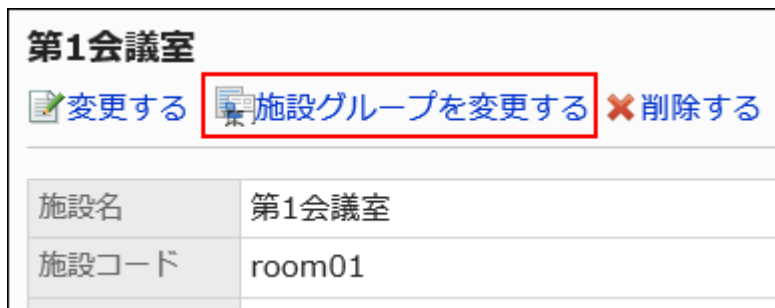 第1会議室
変更する 施設グループを変更する 削除する
施設名 第1会議室
施設コード room01